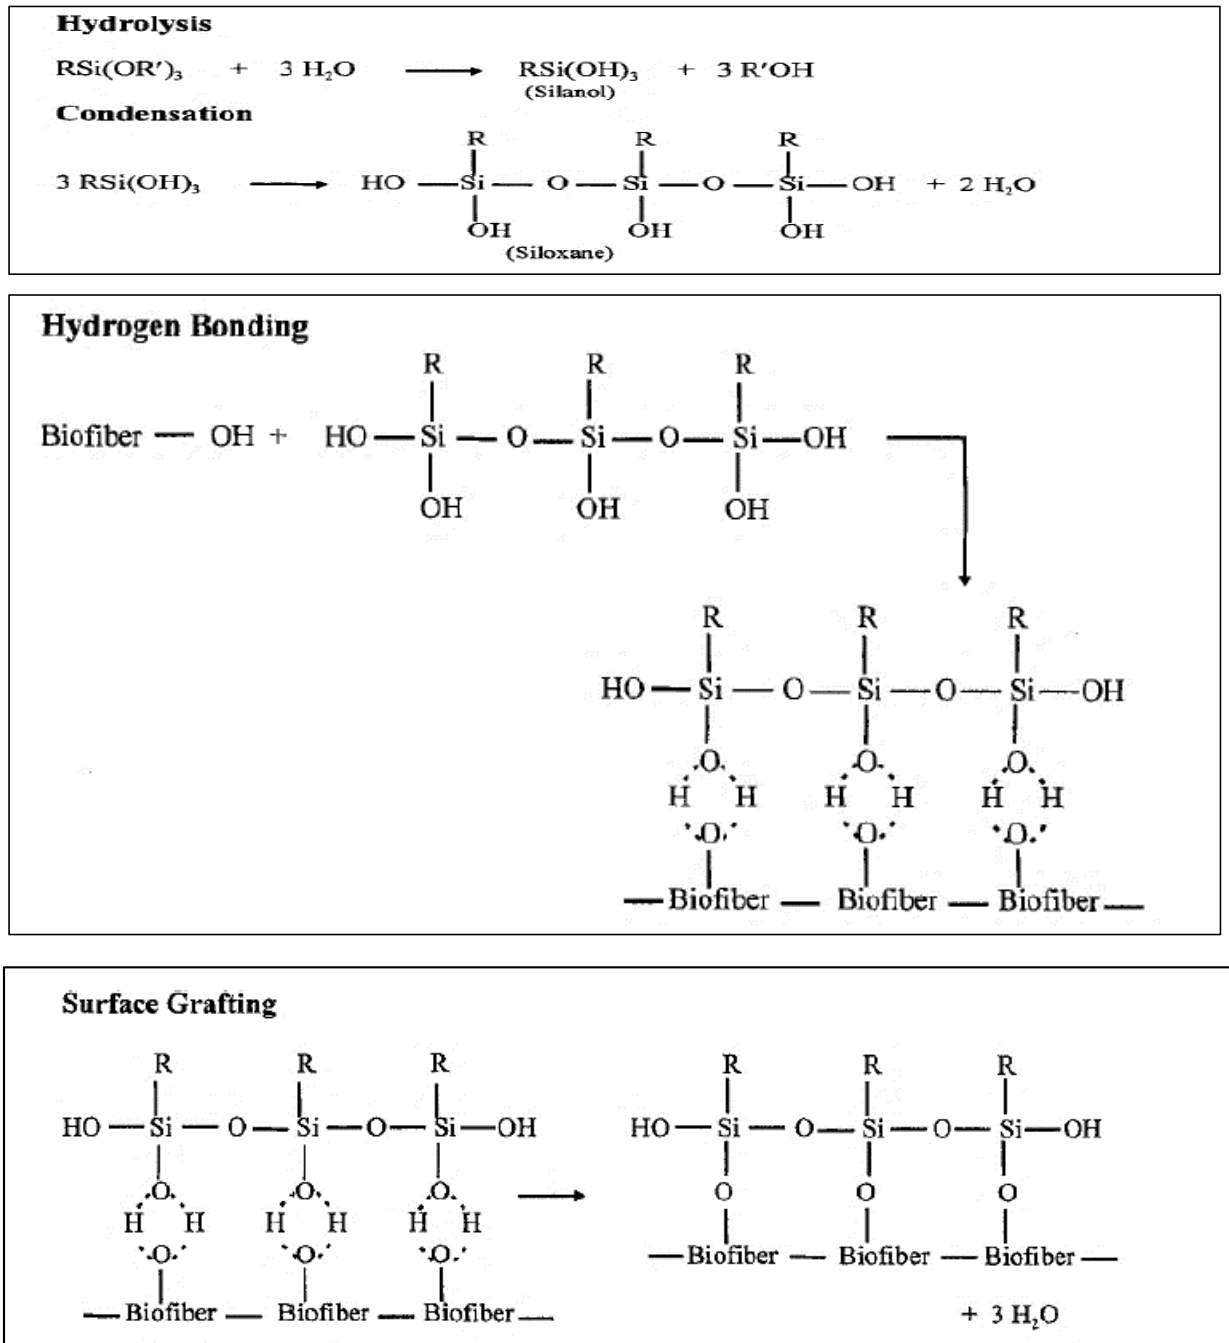 Hydrolysis
RSi(OR′)₃ + 3 H₂O RSi(OH)₃ + 3 R′OH
(Silanol)
Condensation
R R R
3 RSi(OH)₃ HO Si O Si O Si OH + 2 H₂O
OH OH OH
(Siloxane)
Hydrogen Bonding
R R R
Biofiber — OH + HO Si O Si O Si OH
OH OH OH
R R R
HO Si O Si O Si OH
O O O
H H H H H H
O O O
Biofiber Biofiber Biofiber
Surface Grafting
R R R R R R
HO Si O Si O Si OH HO Si O Si O Si OH
O O O O O O
H H H H H H
O O O Biofiber Biofiber Biofiber
Biofiber Biofiber Biofiber + 3 H₂O